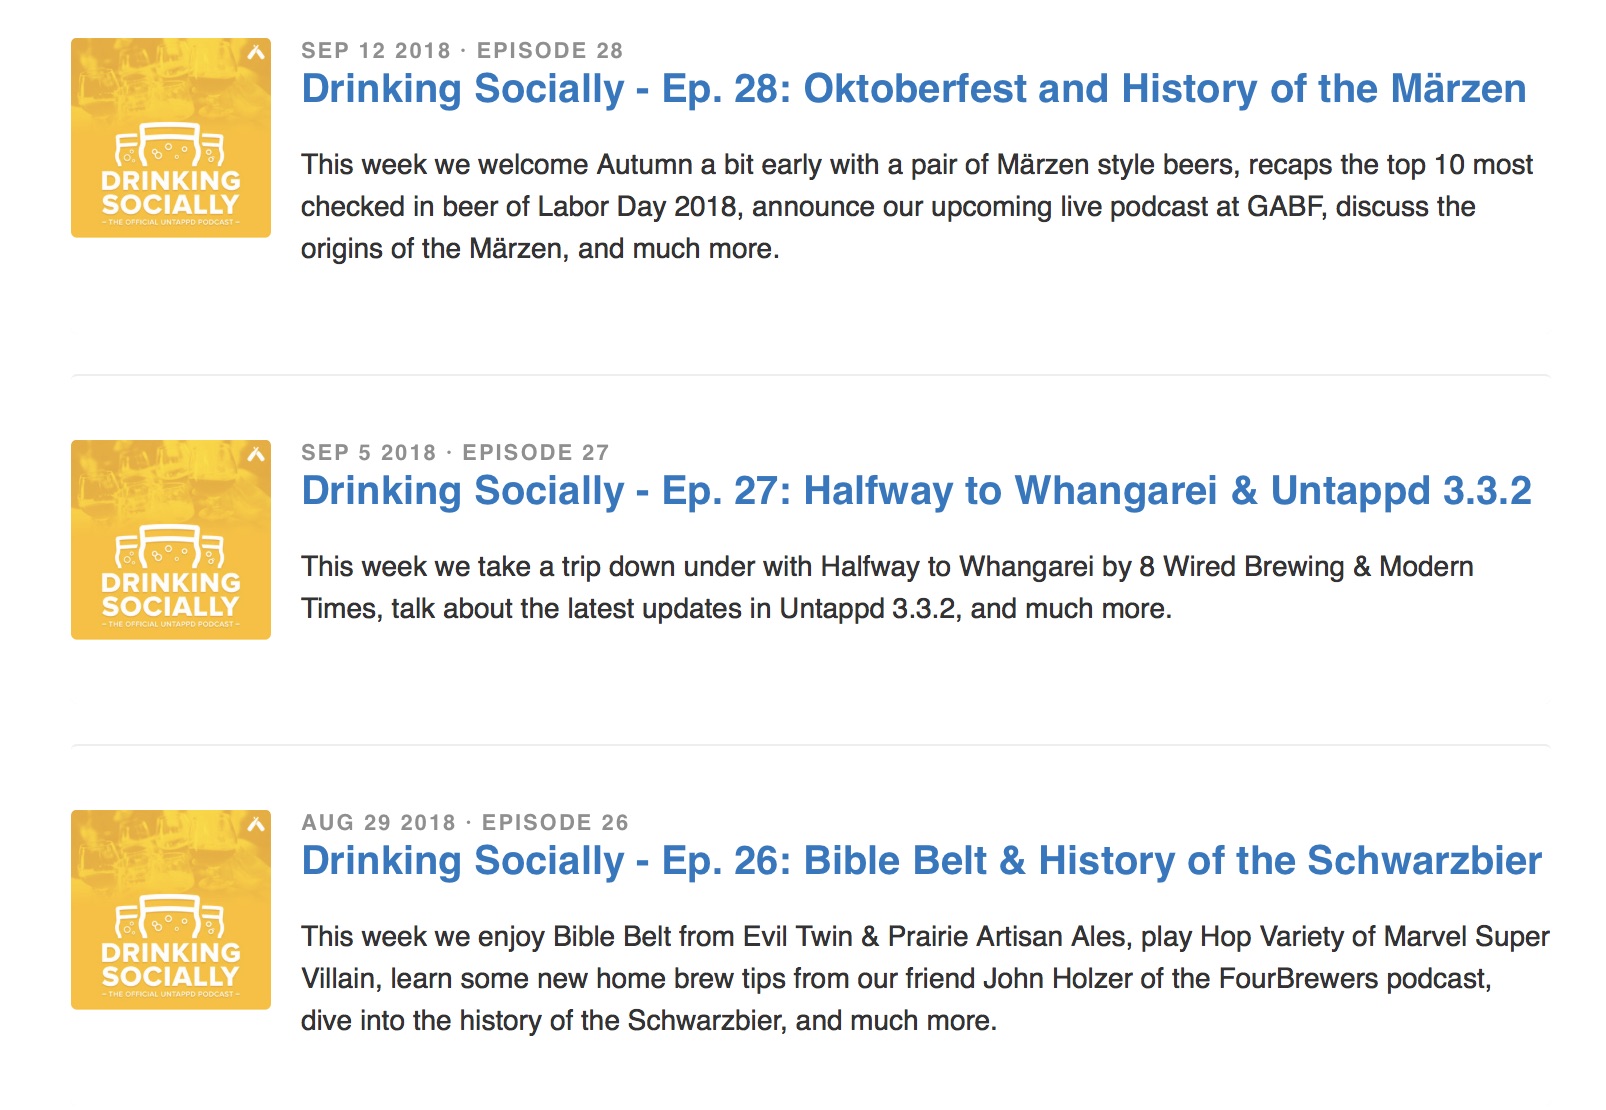 SEP 12 2018 · EPISODE 28
Drinking Socially - Ep. 28: Oktoberfest and History of the Märzen
This week we welcome Autumn a bit early with a pair of Märzen style beers, recaps the top 10 most
checked in beer of Labor Day 2018, announce our upcoming live podcast at GABF, discuss the
origins of the Märzen, and much more.
DRINKING
SOCIALLY
– THE OFFICIAL UNTAPPD PODCAST –
SEP 5 2018 · EPISODE 27
Drinking Socially - Ep. 27: Halfway to Whangarei & Untappd 3.3.2
This week we take a trip down under with Halfway to Whangarei by 8 Wired Brewing & Modern
Times, talk about the latest updates in Untappd 3.3.2, and much more.
DRINKING
SOCIALLY
– THE OFFICIAL UNTAPPD PODCAST –
AUG 29 2018 · EPISODE 26
Drinking Socially - Ep. 26: Bible Belt & History of the Schwarzbier
This week we enjoy Bible Belt from Evil Twin & Prairie Artisan Ales, play Hop Variety of Marvel Super
Villain, learn some new home brew tips from our friend John Holzer of the FourBrewers podcast,
dive into the history of the Schwarzbier, and much more.
DRINKING
SOCIALLY
– THE OFFICIAL UNTAPPD PODCAST –